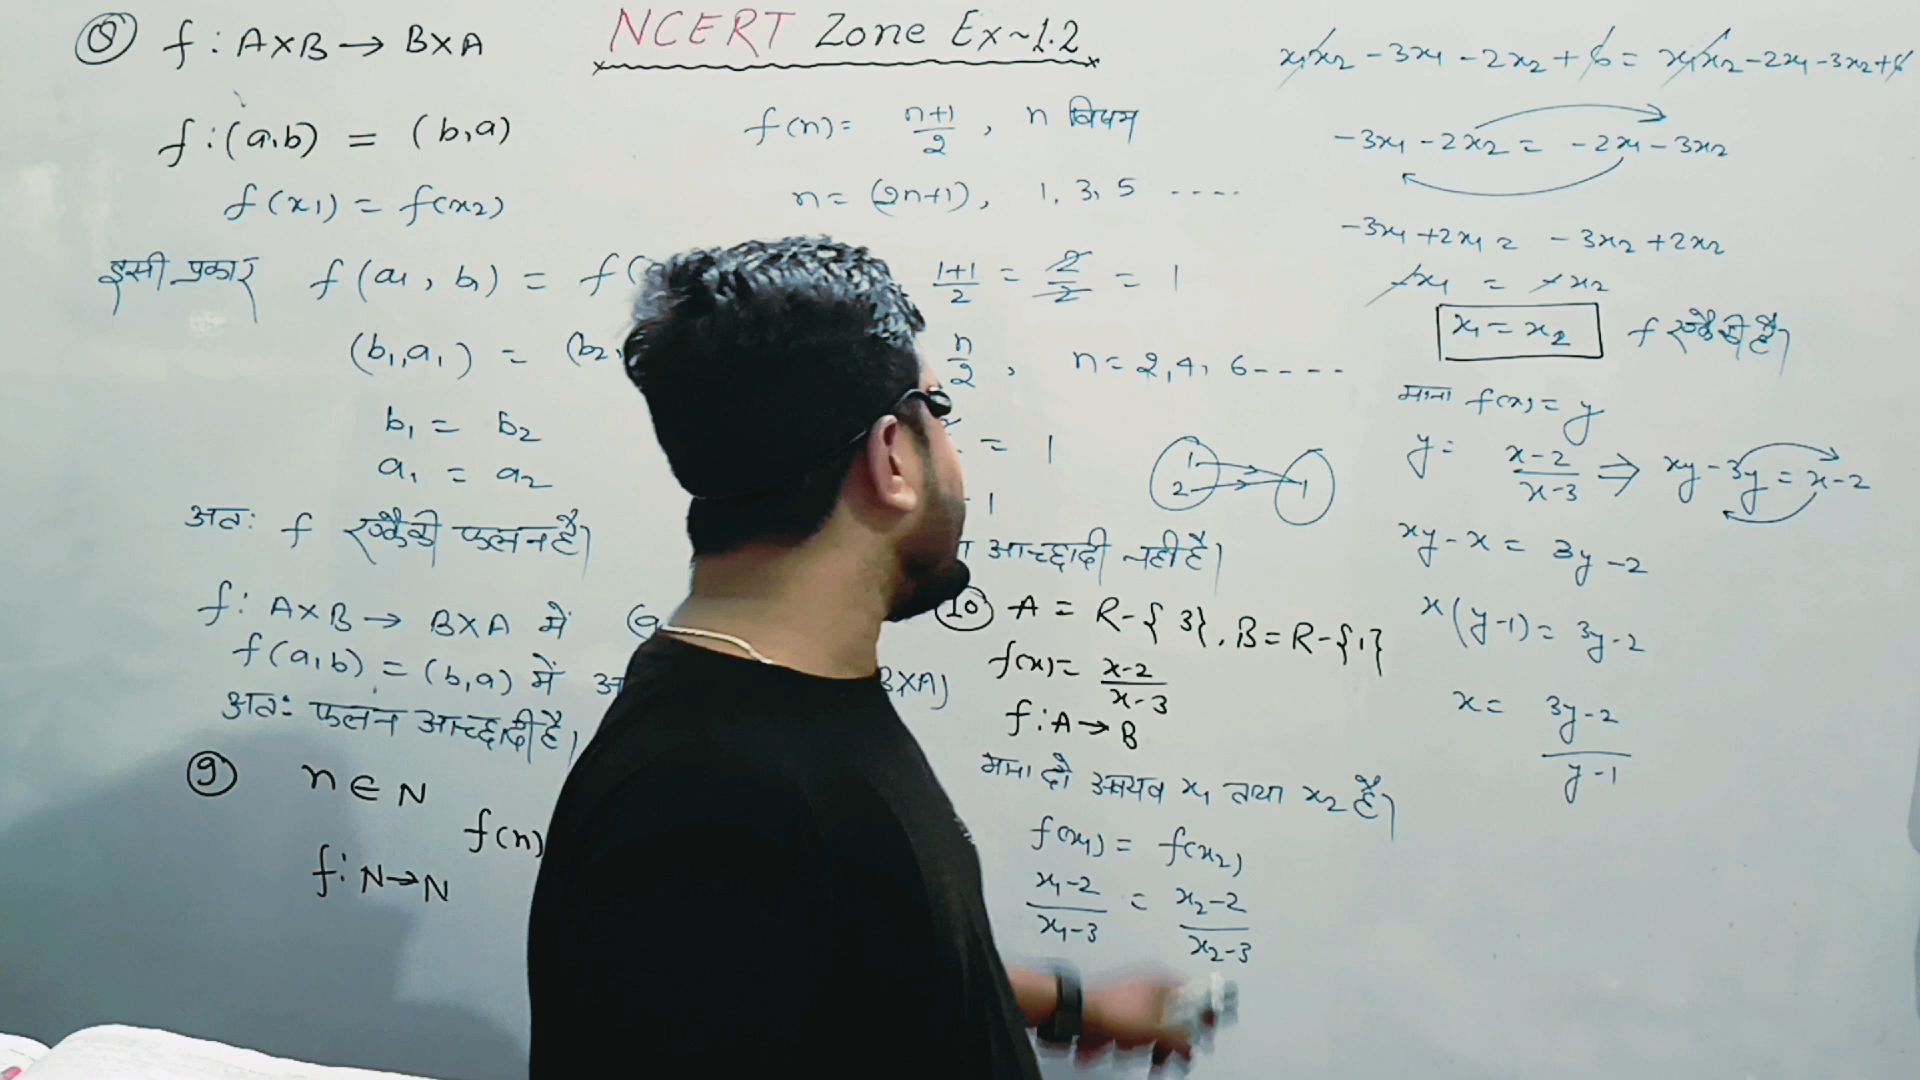 NCERT Zone Ex~1.2
⑧ f : A×B → B×A
f : (a,b) = (b,a)
f(x1) = f(x2)
इसी प्रकार f(a1, b1) = f(
(b1,a1) = (b2,
b1 = b2
a1 = a2
अतः f एकैकी फलन है।
f : A×B → B×A में (a
f(a,b) = (b,a) में
B×A)
अतः फलन आच्छादी है।
⑨ n ∈ N
f(n)
f : N→N
f(n) = n+1/2 , n विषम
n = (2n+1), 1, 3, 5 ....
1+1/2 = 2/2 = 1
n/2 , n = 2, 4, 6 - - - - -
= 1
1
2
1
आच्छादी नही है।
⑩ A = R-{3}, B = R-{1}
f(x) = x-2/x-3
f : A→B
माना दो अवयव x1 तथा x2 है।
f(x1) = f(x2)
x1-2/x1-3 = x2-2/x2-3
x1x2 - 3x1 - 2x2 + 6 = x1x2 - 2x1 - 3x2 + 6
-3x1 - 2x2 = -2x1 - 3x2
-3x1 + 2x1 = -3x2 + 2x2
-x1 = -x2
x1 = x2 f एकैकी है।
माना f(x) = y
y = x-2/x-3 ⇒ xy-3y = x-2
xy - x = 3y - 2
x(y-1) = 3y-2
x = 3y-2/y-1